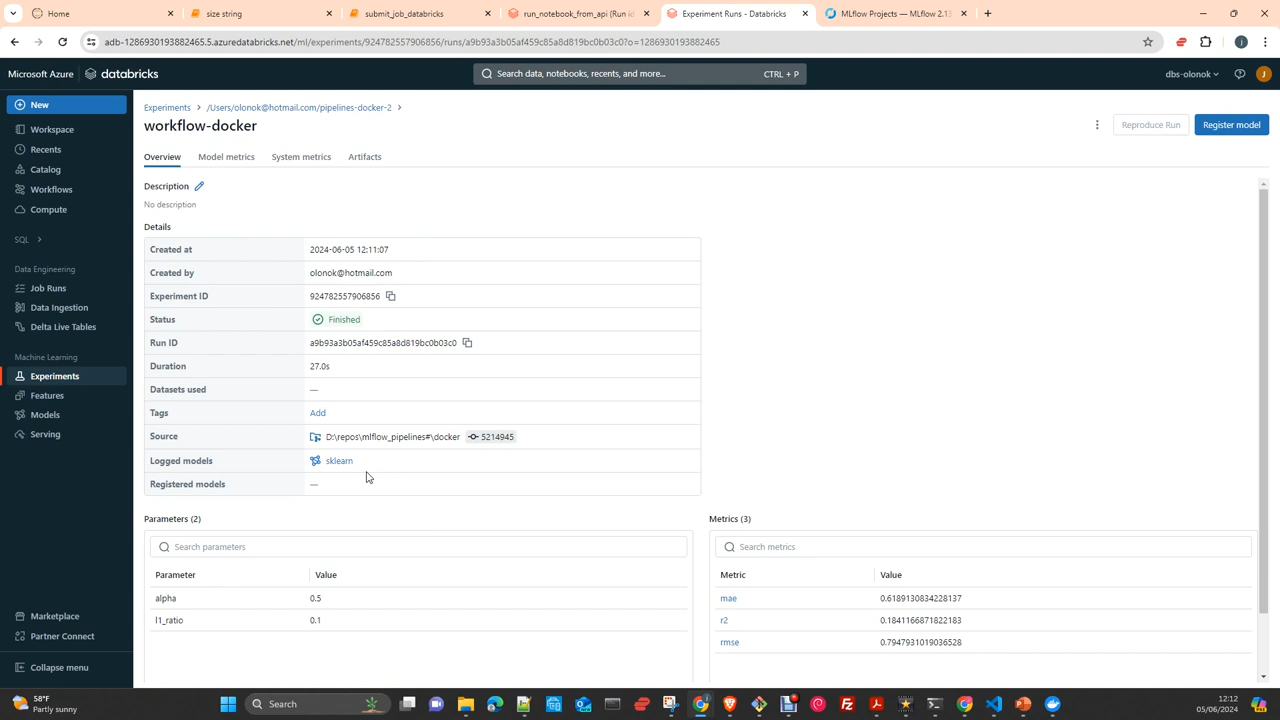 Home
size string
submit_job_databricks
run_notebook_from_api (Run id
Experiment Runs - Databricks
MLflow Projects — MLflow 2.13
adb-1286930193882465.5.azuredatabricks.net/ml/experiments/924782557906856/runs/a9b93a3b05af459c85a8d819bc0b03c0?o=1286930193882465
i
Microsoft Azure
databricks
Search data, notebooks, recents, and more...
CTRL + P
dbs-olonok
J
New
Workspace
Recents
Catalog
Workflows
Compute
SQL
Data Engineering
Job Runs
Data Ingestion
Delta Live Tables
Machine Learning
Experiments
Features
Models
Serving
Marketplace
Partner Connect
Collapse menu
Experiments > /Users/olonok@hotmail.com/pipelines-docker-2 >
workflow-docker
Reproduce Run
Register model
Overview
Model metrics
System metrics
Artifacts
Description
No description
Details
Created at 2024-06-05 12:11:07
Created by olonok@hotmail.com
Experiment ID 924782557906856
Status Finished
Run ID a9b93a3b05af459c85a8d819bc0b03c0
Duration 27.0s
Datasets used —
Tags Add
Source D:\repos\mlflow_pipelines#\docker 5214945
Logged models sklearn
Registered models —
Parameters (2)
Search parameters
Parameter Value
alpha 0.5
l1_ratio 0.1
Metrics (3)
Search metrics
Metric Value
mae 0.6189130834228137
r2 0.1841166871822183
rmse 0.7947931019036528
58°F
Partly sunny
Search
12:12
05/06/2024